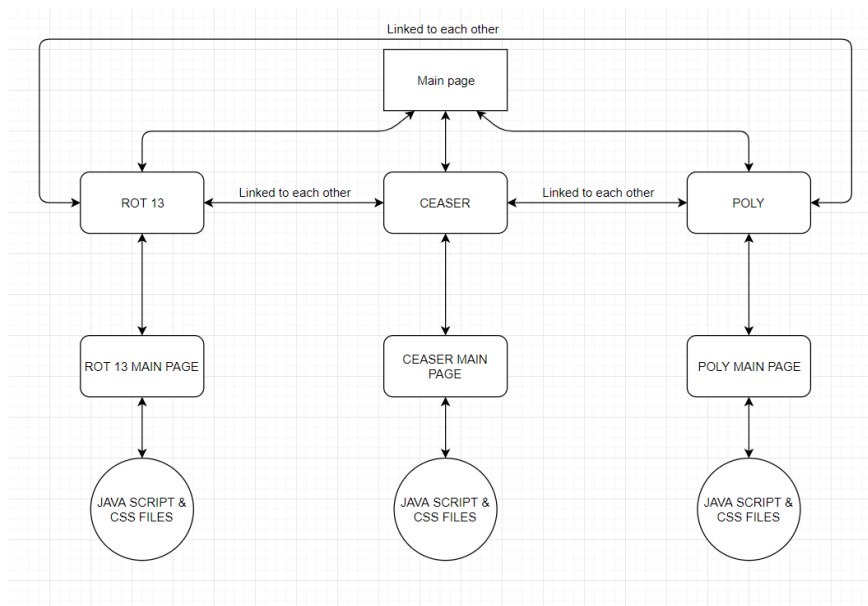 Linked to each other
Main page
ROT 13
Linked to each other
CEASER
Linked to each other
POLY
ROT 13 MAIN PAGE
CEASER MAIN
PAGE
POLY MAIN PAGE
JAVA SCRIPT &
CSS FILES
JAVA SCRIPT &
CSS FILES
JAVA SCRIPT &
CSS FILES